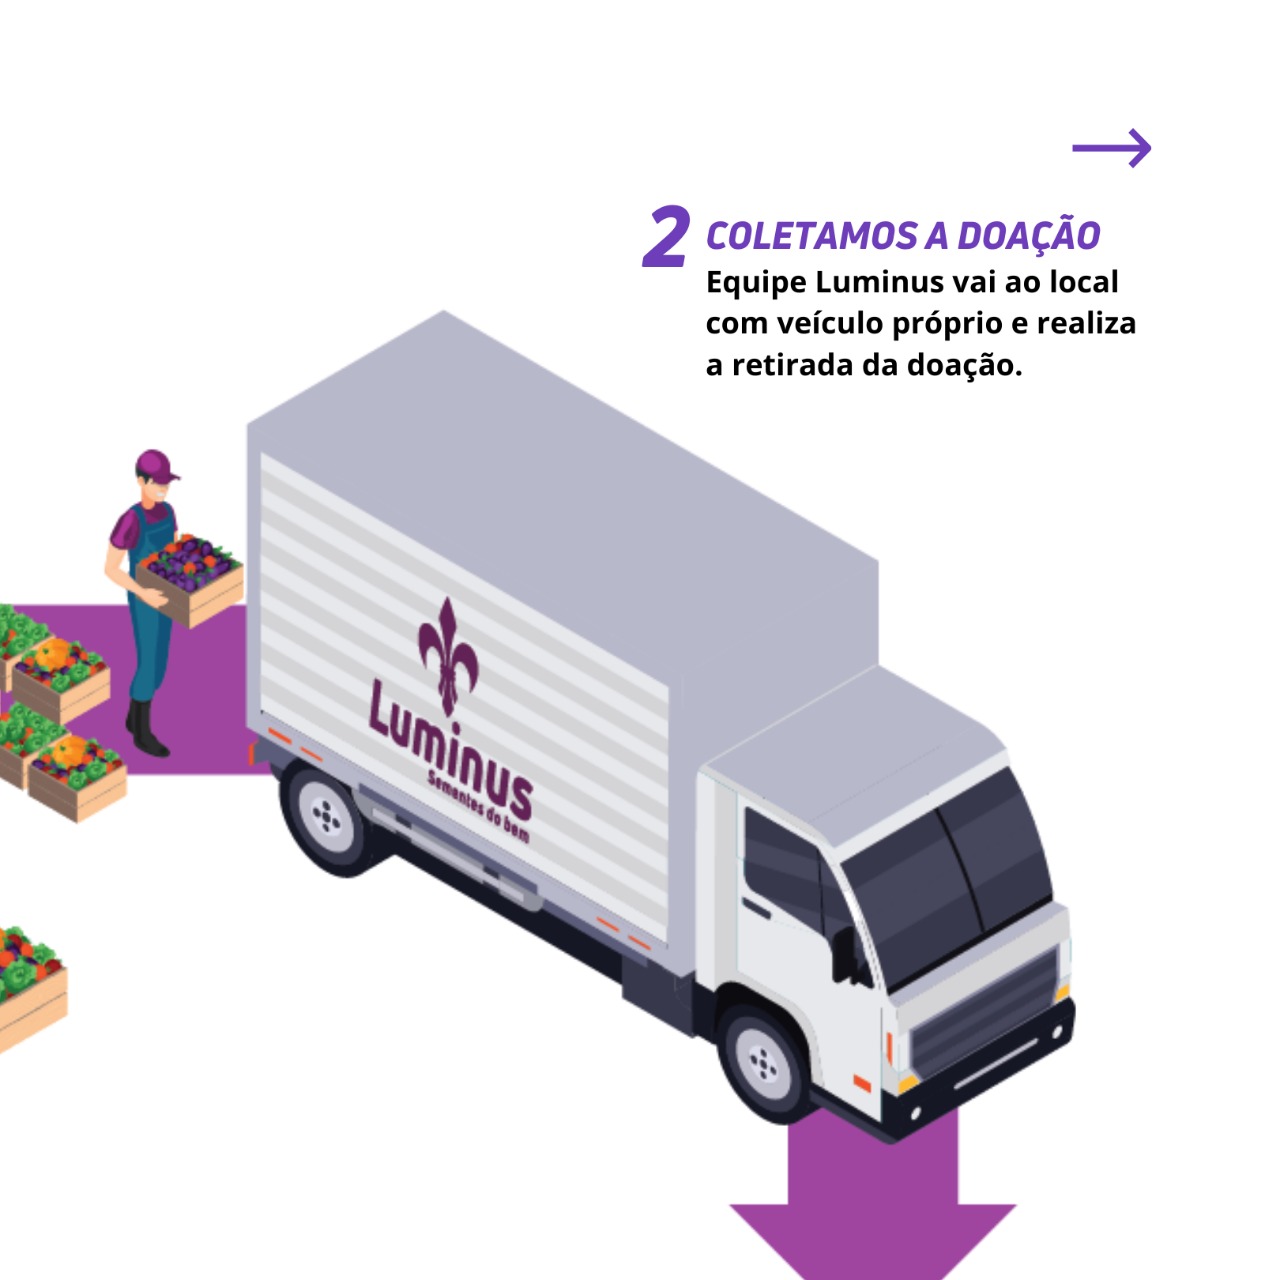 2 COLETAMOS A DOAÇÃO
Equipe Luminus vai ao local
com veículo próprio e realiza
a retirada da doação.
Luminus
Sementes do bem